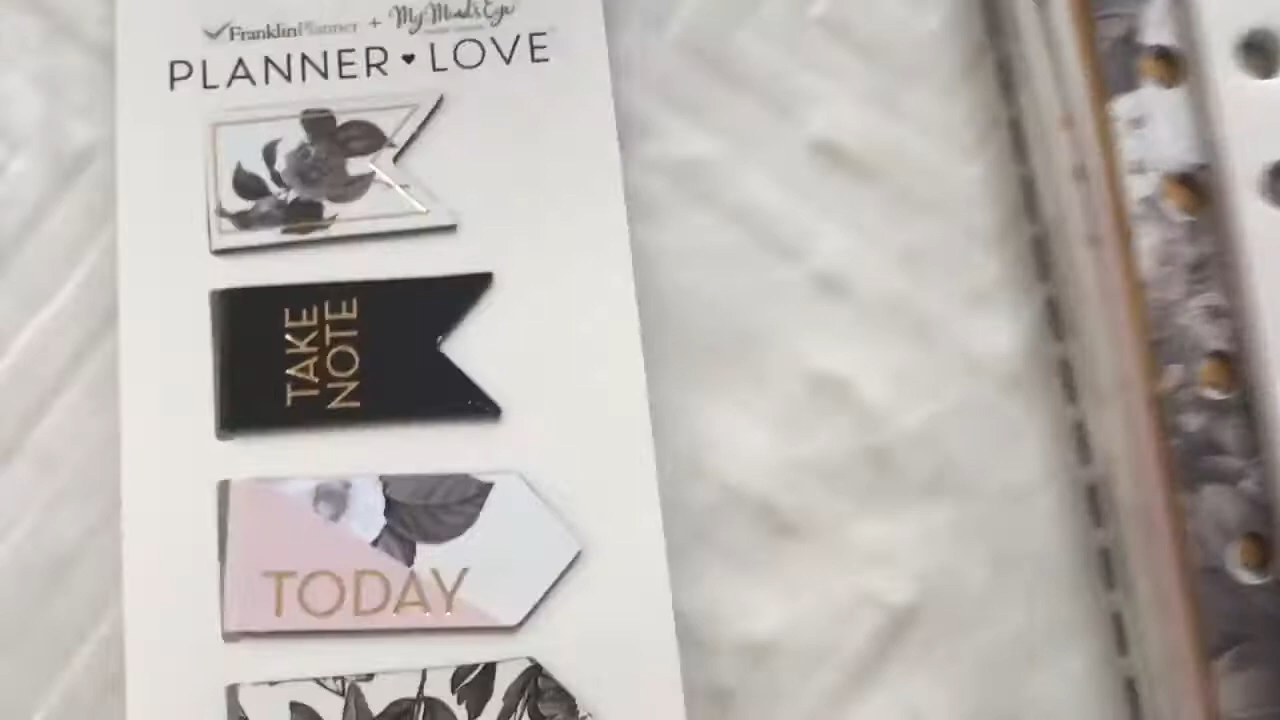 FranklinPlanner + My Mind's Eye
PLANNER ♥ LOVE
TAKE
NOTE
TODAY